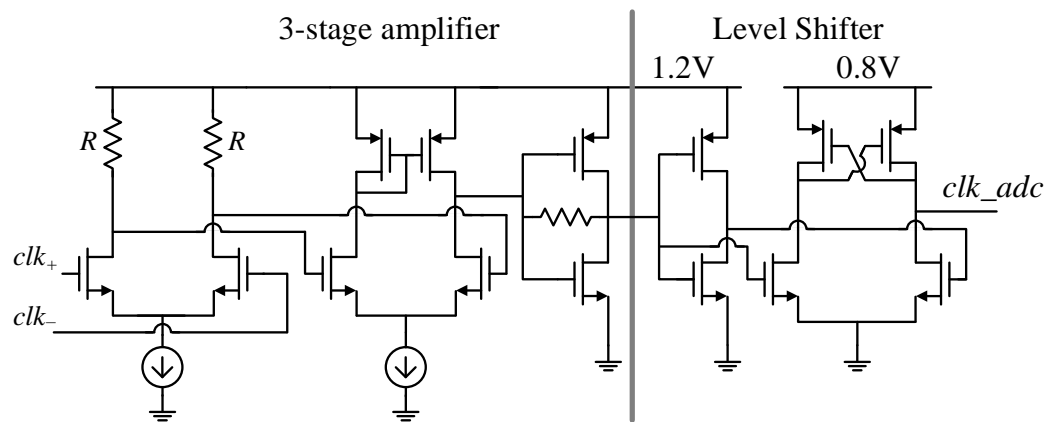 3-stage amplifier
Level Shifter
1.2V
0.8V
R
R
clk_adc
clk+
clk−